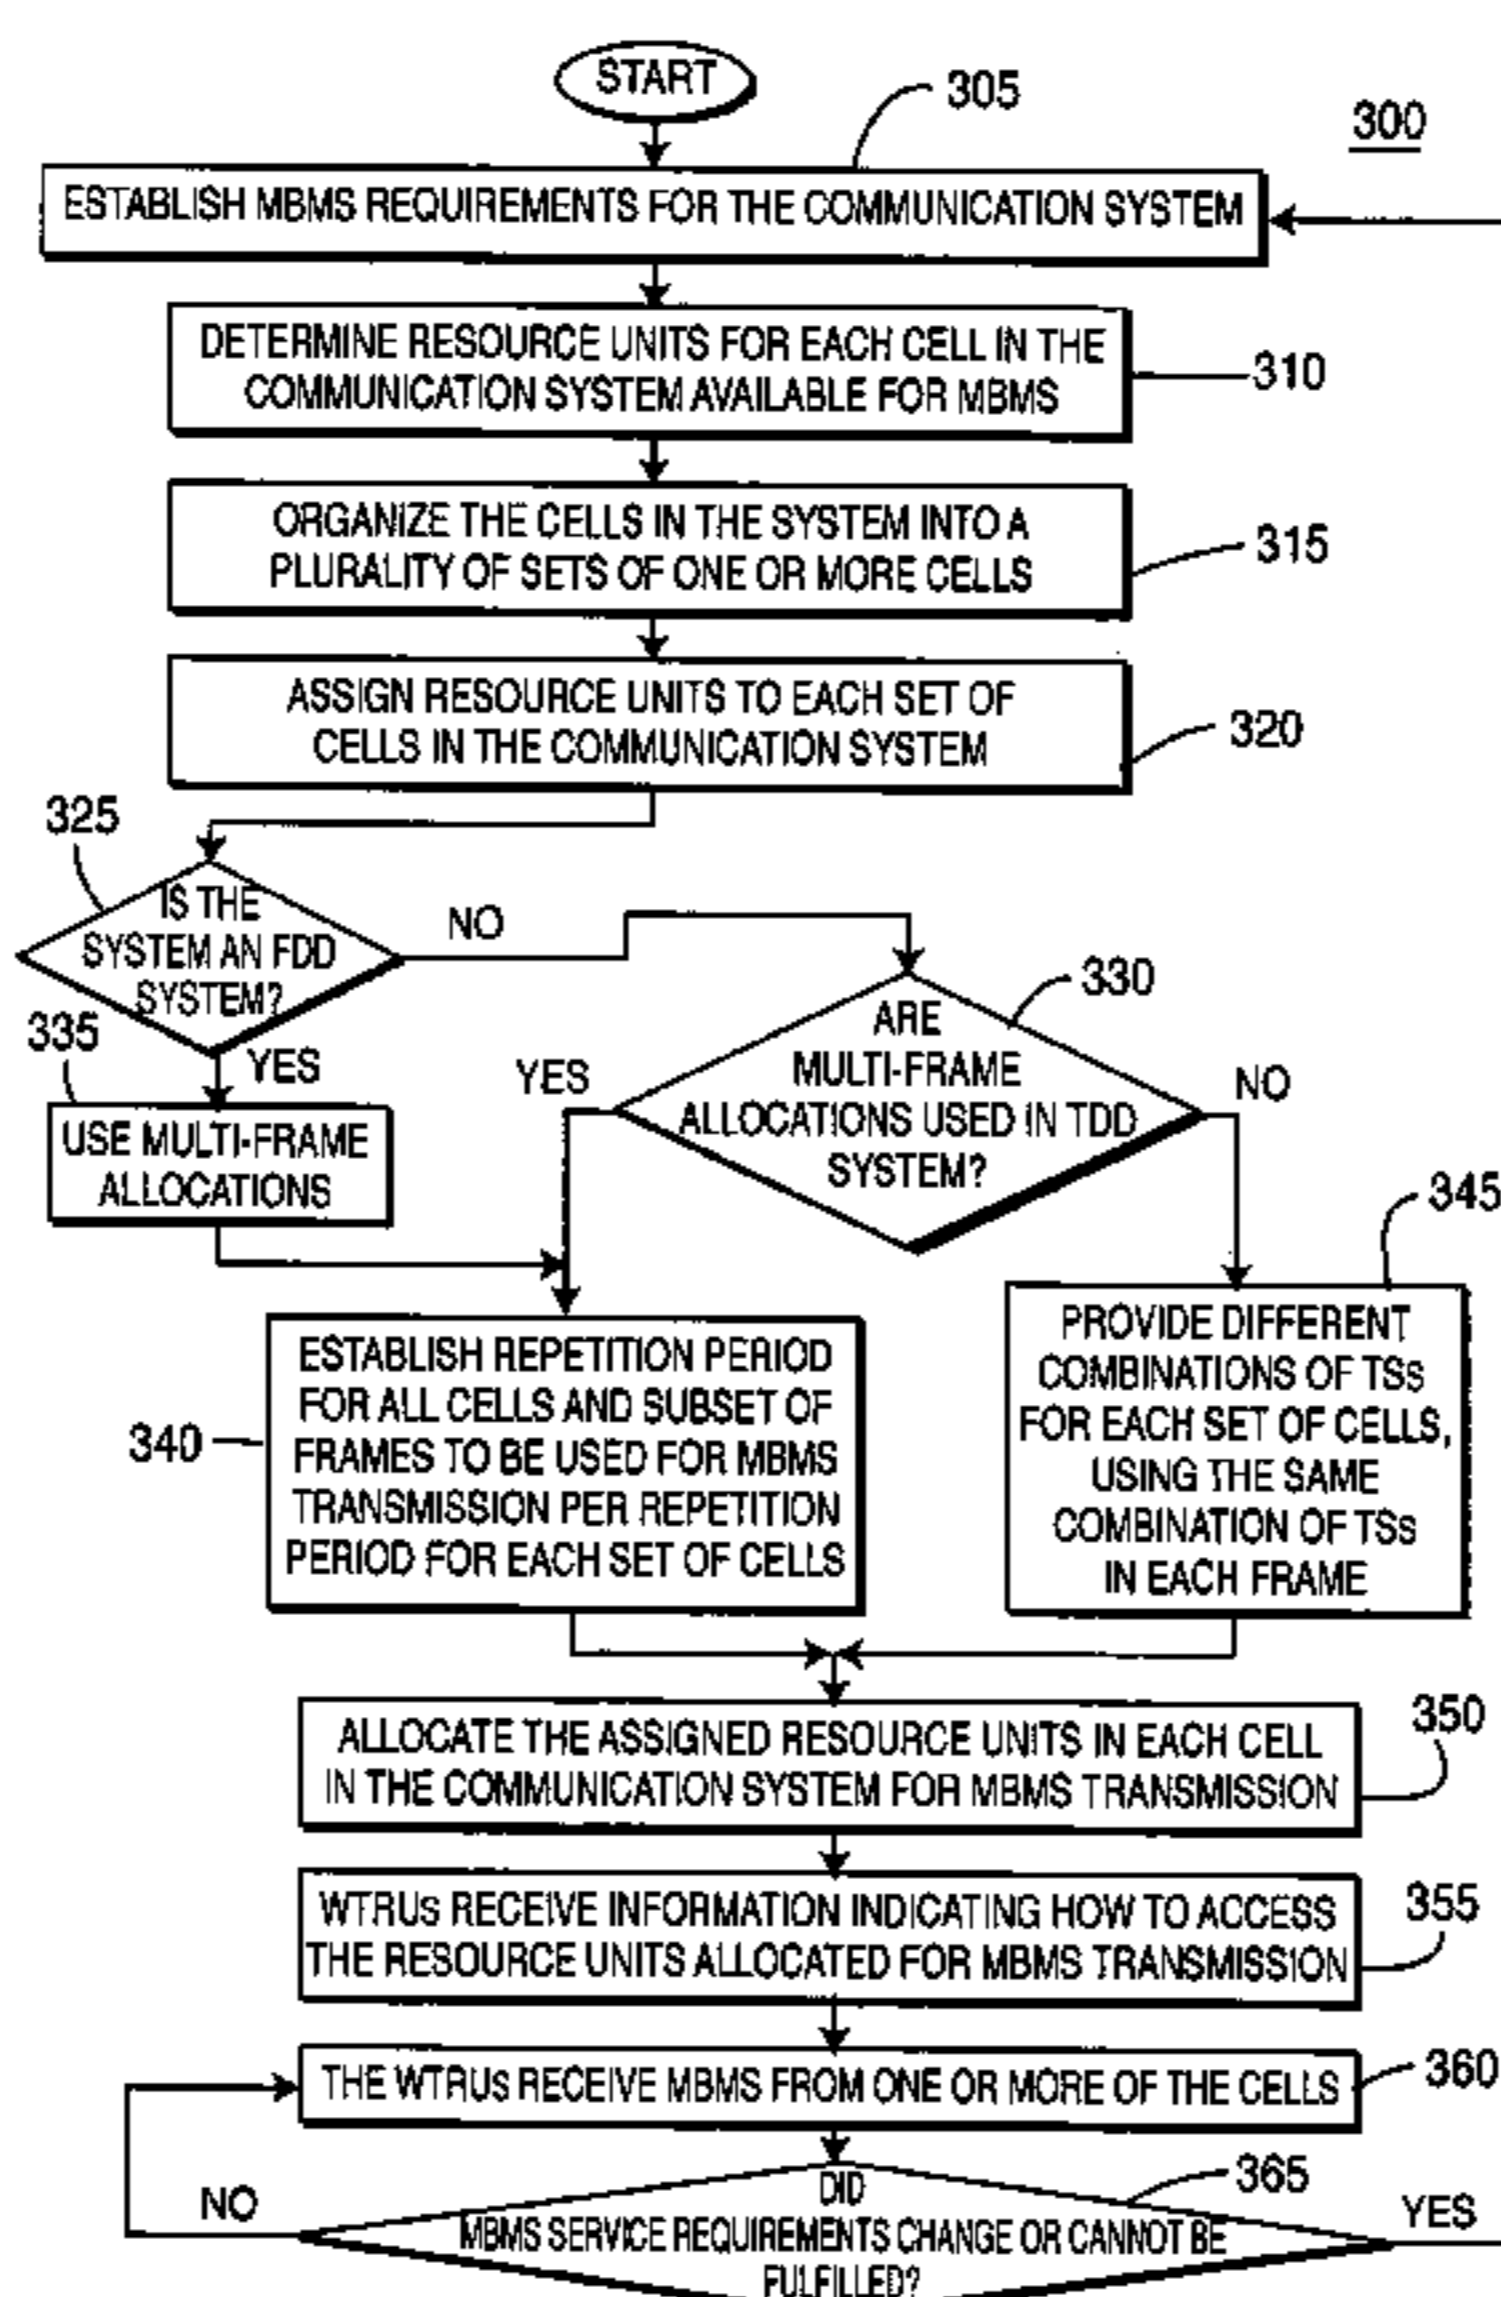 START
305
300
ESTABLISH MBMS REQUIREMENTS FOR THE COMMUNICATION SYSTEM
DETERMINE RESOURCE UNITS FOR EACH CELL IN THE
COMMUNICATION SYSTEM AVAILABLE FOR MBMS
310
ORGANIZE THE CELLS IN THE SYSTEM INTO A
PLURALITY OF SETS OF ONE OR MORE CELLS
315
ASSIGN RESOURCE UNITS TO EACH SET OF
CELLS IN THE COMMUNICATION SYSTEM
320
325
IS THE
SYSTEM AN FDD
SYSTEM?
NO
330
ARE
MULTI-FRAME
ALLOCATIONS USED IN TDD
SYSTEM?
335
YES
YES
NO
USE MULTI-FRAME
ALLOCATIONS
345
340
ESTABLISH REPETITION PERIOD
FOR ALL CELLS AND SUBSET OF
FRAMES TO BE USED FOR MBMS
TRANSMISSION PER REPETITION
PERIOD FOR EACH SET OF CELLS
PROVIDE DIFFERENT
COMBINATIONS OF TSs
FOR EACH SET OF CELLS,
USING THE SAME
COMBINATION OF TSs
IN EACH FRAME
ALLOCATE THE ASSIGNED RESOURCE UNITS IN EACH CELL
IN THE COMMUNICATION SYSTEM FOR MBMS TRANSMISSION
350
WTRUs RECEIVE INFORMATION INDICATING HOW TO ACCESS
THE RESOURCE UNITS ALLOCATED FOR MBMS TRANSMISSION
355
THE WTRUs RECEIVE MBMS FROM ONE OR MORE OF THE CELLS
360
365
NO
DID
MBMS SERVICE REQUIREMENTS CHANGE OR CANNOT BE
FULFILLED?
YES